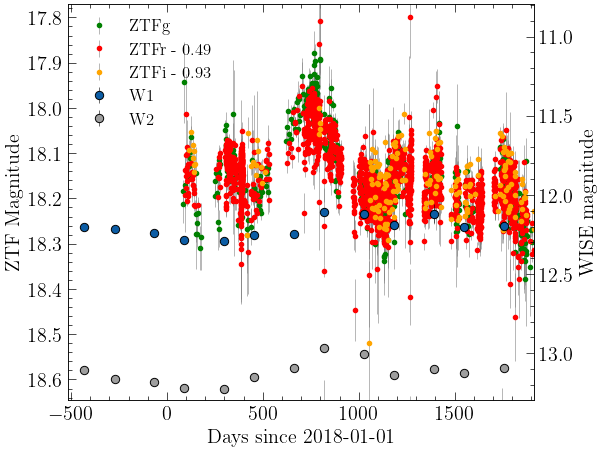 ZTFg
ZTFr - 0.49
ZTFi - 0.93
W1
W2
17.8
17.9
18.0
18.1
18.2
18.3
18.4
18.5
18.6
ZTF Magnitude
11.0
11.5
12.0
12.5
13.0
WISE magnitude
−500
0
500
1000
1500
Days since 2018-01-01